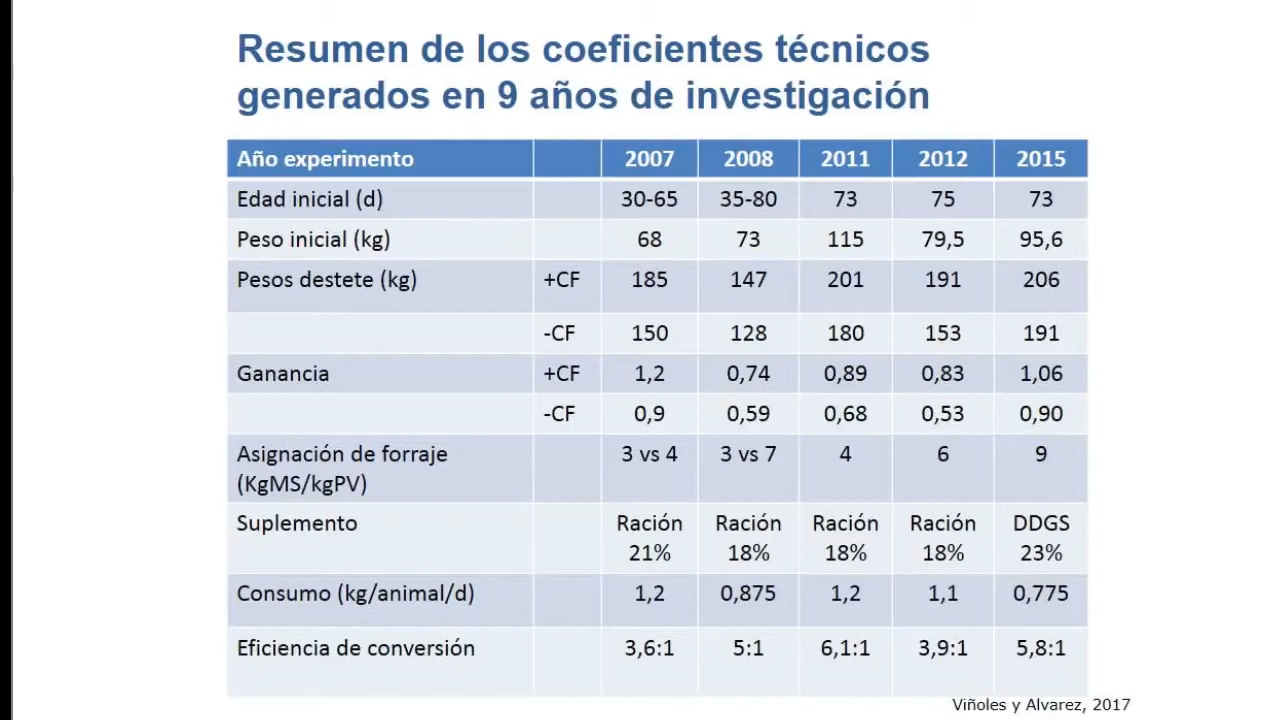 Resumen de los coeficientes técnicos
generados en 9 años de investigación
Año experimento 2007 2008 2011 2012 2015
Edad inicial (d) 30-65 35-80 73 75 73
Peso inicial (kg) 68 73 115 79,5 95,6
Pesos destete (kg) +CF 185 147 201 191 206
-CF 150 128 180 153 191
Ganancia +CF 1,2 0,74 0,89 0,83 1,06
-CF 0,9 0,59 0,68 0,53 0,90
Asignación de forraje 3 vs 4 3 vs 7 4 6 9
(KgMS/kgPV)
Suplemento Ración Ración Ración Ración DDGS
21% 18% 18% 18% 23%
Consumo (kg/animal/d) 1,2 0,875 1,2 1,1 0,775
Eficiencia de conversión 3,6:1 5:1 6,1:1 3,9:1 5,8:1
Viñoles y Alvarez, 2017